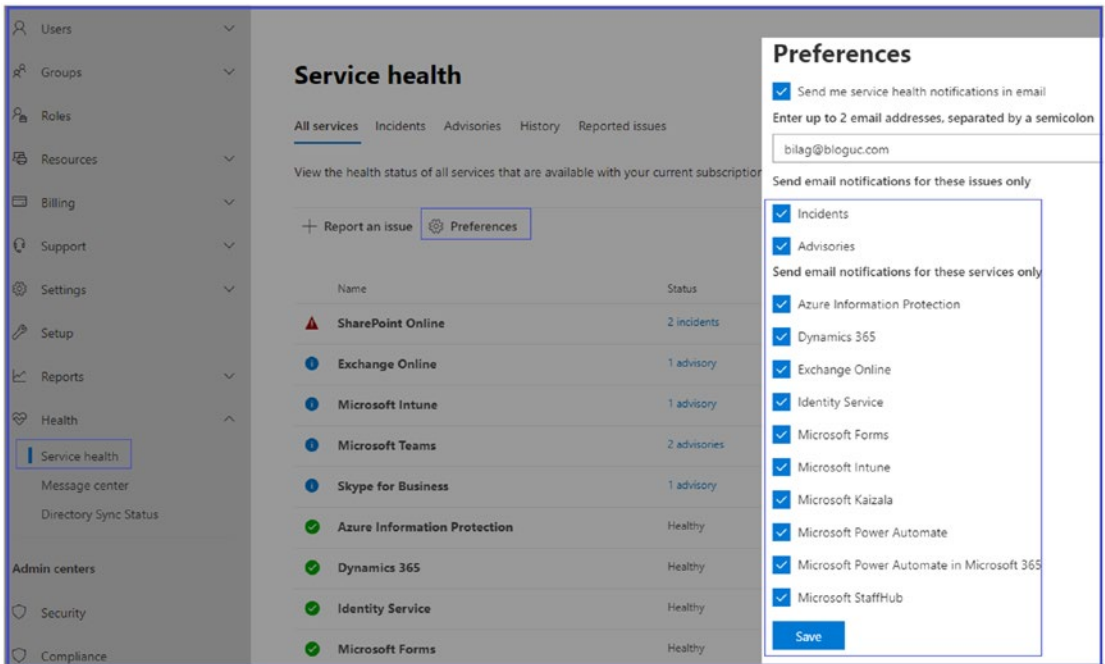 Users
Groups
Roles
Resources
Billing
Support
Settings
Setup
Reports
Health
Service health
Message center
Directory Sync Status
Admin centers
Security
Compliance
Service health
All services Incidents Advisories History Reported issues
View the health status of all services that are available with your current subscription
Report an issue Preferences
Name Status
SharePoint Online 2 incidents
Exchange Online 1 advisory
Microsoft Intune 1 advisory
Microsoft Teams 2 advisories
Skype for Business 1 advisory
Azure Information Protection Healthy
Dynamics 365 Healthy
Identity Service Healthy
Microsoft Forms Healthy
Preferences
Send me service health notifications in email
Enter up to 2 email addresses, separated by a semicolon
bilag@bloguc.com
Send email notifications for these issues only
Incidents
Advisories
Send email notifications for these services only
Azure Information Protection
Dynamics 365
Exchange Online
Identity Service
Microsoft Forms
Microsoft Intune
Microsoft Kaizala
Microsoft Power Automate
Microsoft Power Automate in Microsoft 365
Microsoft StaffHub
Save